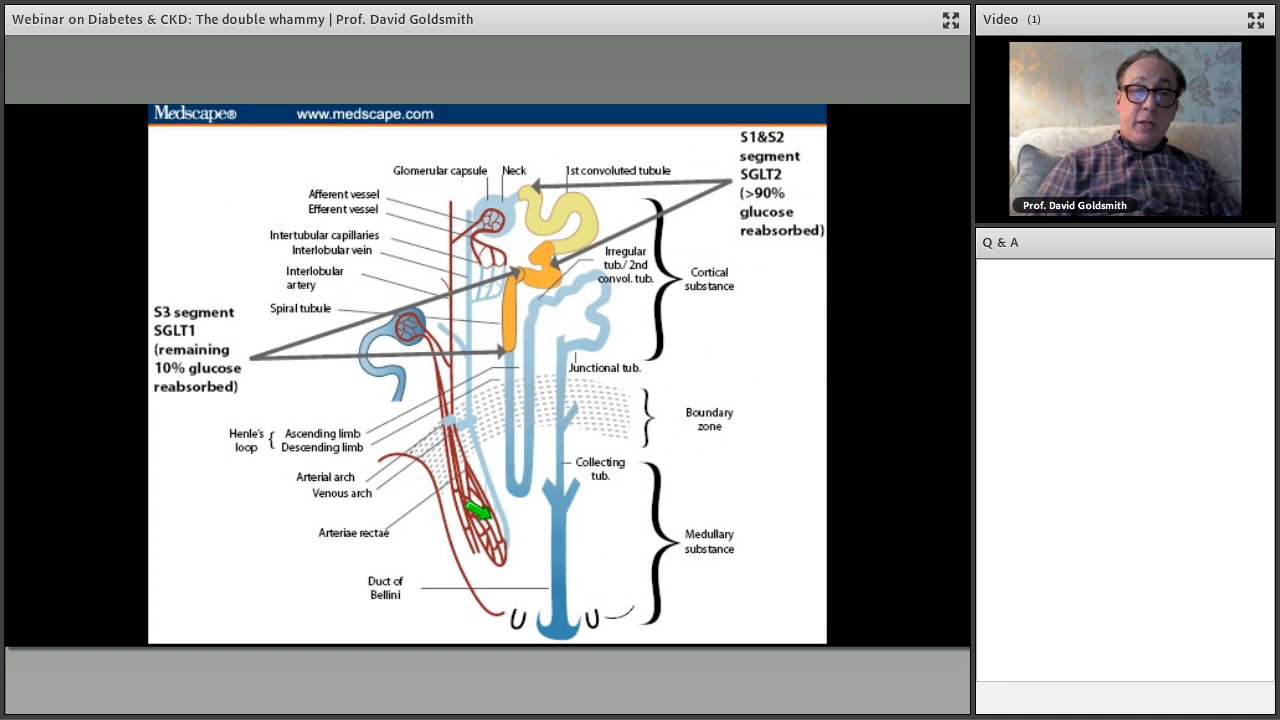 Webinar on Diabetes & CKD: The double whammy | Prof. David Goldsmith
Medscape® www.medscape.com
S1&S2
segment
SGLT2
(>90%
glucose
reabsorbed)
Glomerular capsule
Neck
1st convoluted tubule
Afferent vessel
Efferent vessel
Intertubular capillaries
Interlobular vein
Interlobular
artery
Spiral tubule
Irregular
tub./ 2nd
convol. tub.
Cortical
substance
S3 segment
SGLT1
(remaining
10% glucose
reabsorbed)
Junctional tub.
Boundary
zone
Henle's
loop
Ascending limb
Descending limb
Arterial arch
Venous arch
Collecting
tub.
Arteriae rectae
Medullary
substance
Duct of
Bellini
Video (1)
Prof. David Goldsmith
Q & A